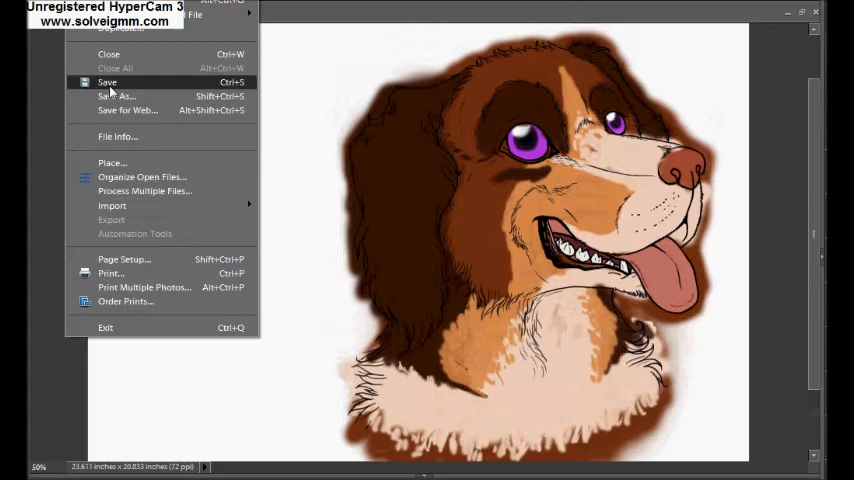 Unregistered HyperCam 3
www.solveigmm.com
File
Duplicate...
Close Ctrl+W
Close All Alt+Ctrl+W
Save Ctrl+S
Save As... Shift+Ctrl+S
Save for Web... Alt+Shift+Ctrl+S
File Info...
Place...
Organize Open Files...
Process Multiple Files...
Import
Export
Automation Tools
Page Setup... Shift+Ctrl+P
Print... Ctrl+P
Print Multiple Photos... Alt+Ctrl+P
Order Prints...
Exit Ctrl+Q
50% 23.611 inches x 20.833 inches (72 ppi)